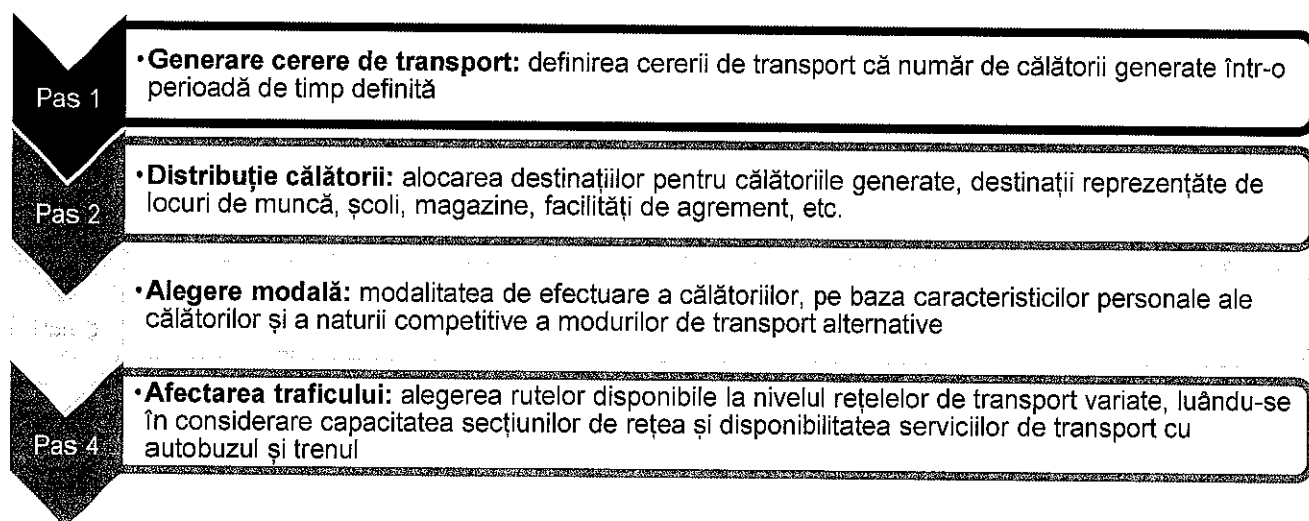 Pas 1
•Generare cerere de transport: definirea cererii de transport că număr de călătorii generate într-o
perioadă de timp definită
Pas 2
•Distribuție călătorii: alocarea destinațiilor pentru călătoriile generate, destinații reprezențăte de
locuri de muncă, școli, magazine, facilități de agrement, etc.
Pas 3
•Alegere modală: modalitatea de efectuare a călătoriilor, pe baza caracteristicilor personale ale
călătorilor și a naturii competitive a modurilor de transport alternative
Pas 4
•Afectarea traficului: alegerea rutelor disponibile la nivelul rețelelor de transport variate, luându-se
în considerare capacitatea secțiunilor de rețea și disponibilitatea serviciilor de transport cu
autobuzul și trenul